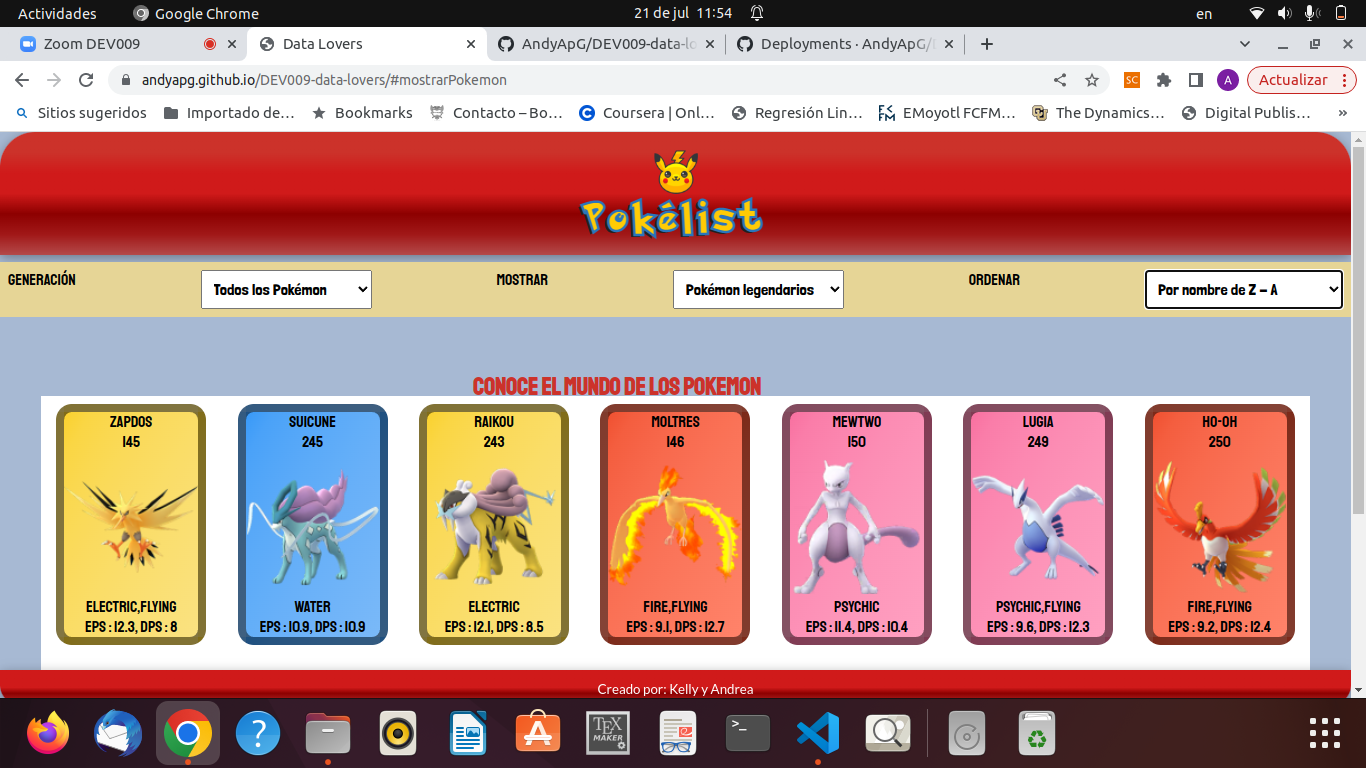 Actividades Google Chrome 21 de jul 11:54 en
Zoom DEV009 Data Lovers AndyApG/DEV009-data-lo Deployments · AndyApG/
andyapg.github.io/DEV009-data-lovers/#mostrarPokemon SC A Actualizar
Sitios sugeridos Importado de… Bookmarks Contacto – Bo… Coursera | Onl… Regresión Lin… EMoyotl FCFM… The Dynamics… Digital Publis… »
Pokélist
GENERACIÓN Todos los Pokémon MOSTRAR Pokémon legendarios ORDENAR Por nombre de Z – A
CONOCE EL MUNDO DE LOS POKEMON
ZAPDOS SUICUNE RAIKOU MOLTRES MEWTWO LUGIA HO-OH
145 245 243 146 150 249 250
ELECTRIC,FLYING WATER ELECTRIC FIRE,FLYING PSYCHIC PSYCHIC,FLYING FIRE,FLYING
EPS : 12.3, DPS : 8 EPS : 10.9, DPS : 10.9 EPS : 12.1, DPS : 8.5 EPS : 9.1, DPS : 12.7 EPS : 11.4, DPS : 10.4 EPS : 9.6, DPS : 12.3 EPS : 9.2, DPS : 12.4
Creado por: Kelly y Andrea
TEX
MAKER